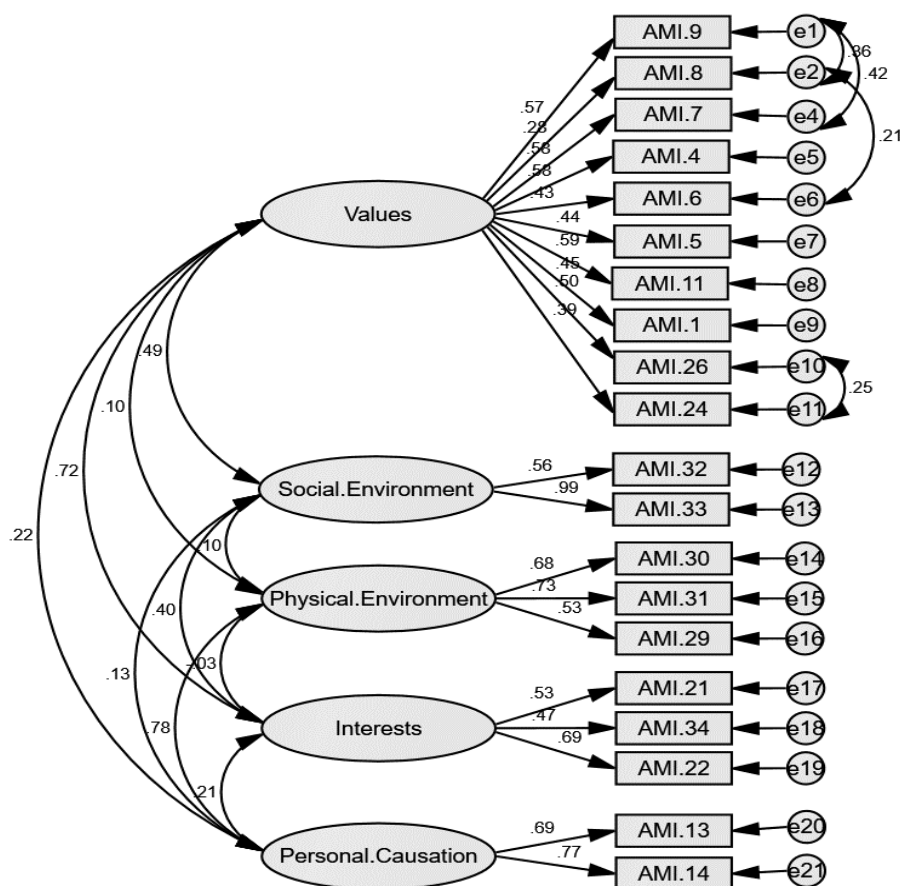 AMI.9
e1
.36
AMI.8
e2
.42
AMI.7
e4
.21
AMI.4
e5
AMI.6
e6
AMI.5
e7
AMI.11
e8
AMI.1
e9
AMI.26
e10
.25
AMI.24
e11
.57
.28
.58
.58
.43
.44
.59
.45
.50
.39
Values
.49
.10
.72
.22
Social.Environment
.56
.99
AMI.32
e12
AMI.33
e13
.10
Physical.Environment
.68
.73
.53
AMI.30
e14
AMI.31
e15
AMI.29
e16
.40
.13
.78
Interests
.53
.47
.69
AMI.21
e17
AMI.34
e18
AMI.22
e19
.21
Personal.Causation
.69
.77
AMI.13
e20
AMI.14
e21